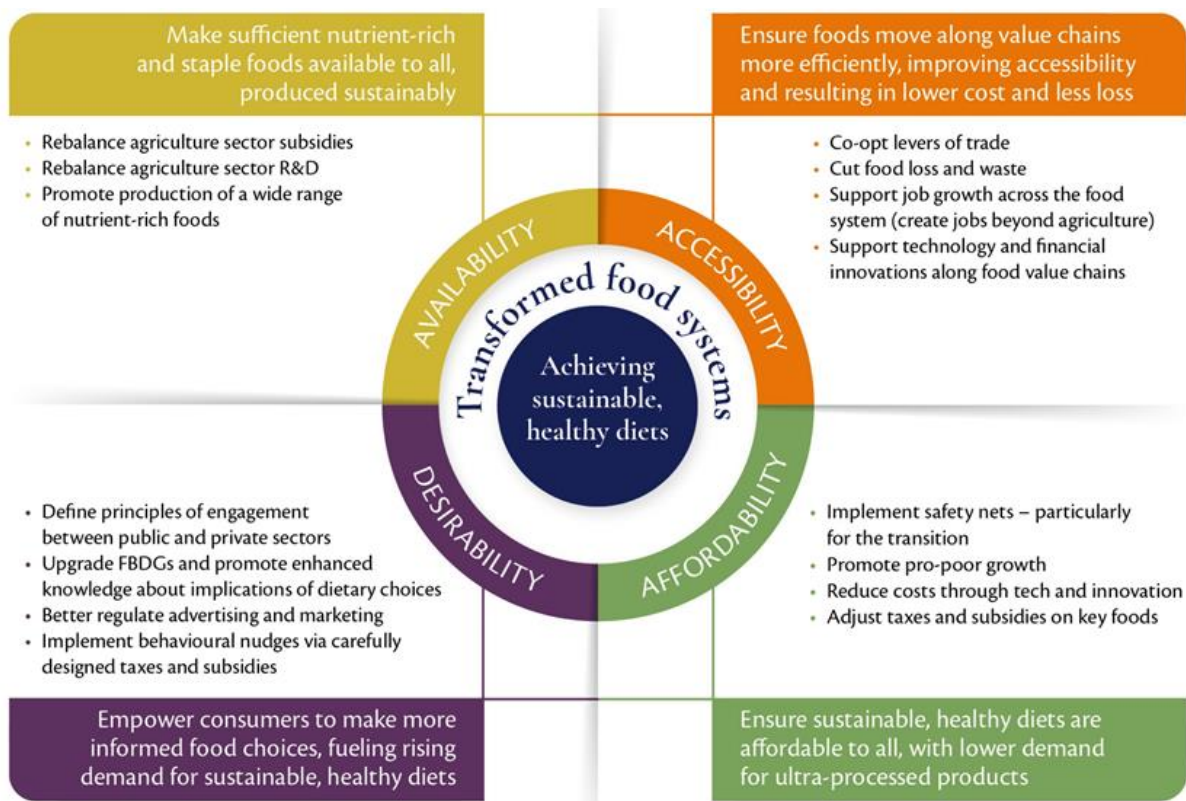 Make sufficient nutrient-rich
and staple foods available to all,
produced sustainably
• Rebalance agriculture sector subsidies
• Rebalance agriculture sector R&D
• Promote production of a wide range
of nutrient-rich foods
Ensure foods move along value chains
more efficiently, improving accessibility
and resulting in lower cost and less loss
• Co-opt levers of trade
• Cut food loss and waste
• Support job growth across the food
system (create jobs beyond agriculture)
• Support technology and financial
innovations along food value chains
AVAILABILITY
ACCESSIBILITY
Transformed food systems
Achieving
sustainable,
healthy diets
DESIRABILITY
AFFORDABILITY
• Define principles of engagement
between public and private sectors
• Upgrade FBDGs and promote enhanced
knowledge about implications of dietary choices
• Better regulate advertising and marketing
• Implement behavioural nudges via carefully
designed taxes and subsidies
Empower consumers to make more
informed food choices, fueling rising
demand for sustainable, healthy diets
• Implement safety nets – particularly
for the transition
• Promote pro-poor growth
• Reduce costs through tech and innovation
• Adjust taxes and subsidies on key foods
Ensure sustainable, healthy diets are
affordable to all, with lower demand
for ultra-processed products